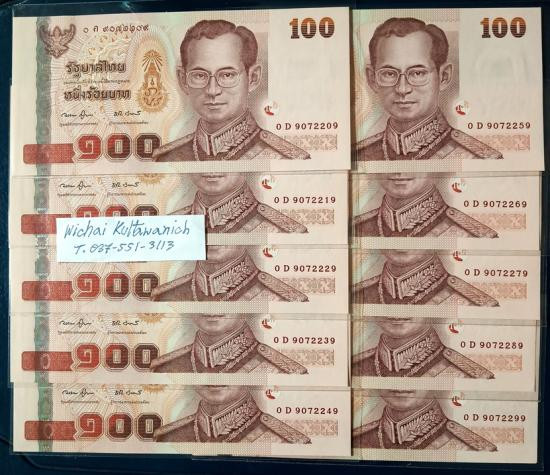 ๐ ค ๙๐๗๒๒๐๙
100
รัฐบาลไทย
หนึ่งร้อยบาท
0 D 9072209
๑๐๐
100
0 D 9072259
0 D 9072219
0 D 9072269
Wichai Kultawanich
T. 087-551-3113
0 D 9072229
๑๐๐
0 D 9072279
0 D 9072239
๑๐๐
0 D 9072289
0 D 9072249
๑๐๐
0 D 9072299